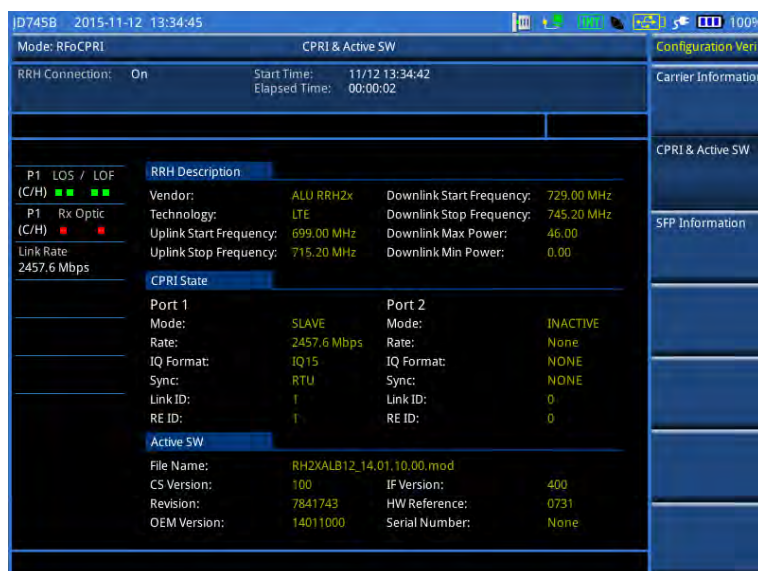 JD745B 2015-11-12 13:34:45 100%
Mode: RFoCPRI CPRI & Active SW Configuration Veri
RRH Connection: On Start Time: 11/12 13:34:42
Elapsed Time: 00:00:02
Carrier Information
CPRI & Active SW
SFP Information
P1 LOS / LOF
(C/H)
P1 Rx Optic
(C/H)
Link Rate
2457.6 Mbps
RRH Description
Vendor: ALU RRH2x Downlink Start Frequency: 729.00 MHz
Technology: LTE Downlink Stop Frequency: 745.20 MHz
Uplink Start Frequency: 699.00 MHz Downlink Max Power: 46.00
Uplink Stop Frequency: 715.20 MHz Downlink Min Power: 0.00
CPRI State
Port 1 Port 2
Mode: SLAVE Mode: INACTIVE
Rate: 2457.6 Mbps Rate: None
IQ Format: IQ15 IQ Format: NONE
Sync: RTU Sync: NONE
Link ID: 1 Link ID: 0
RE ID: 1 RE ID: 0
Active SW
File Name: RH2XALB12_14.01.10.00.mod
CS Version: 100 IF Version: 400
Revision: 7841743 HW Reference: 0731
OEM Version: 14011000 Serial Number: None